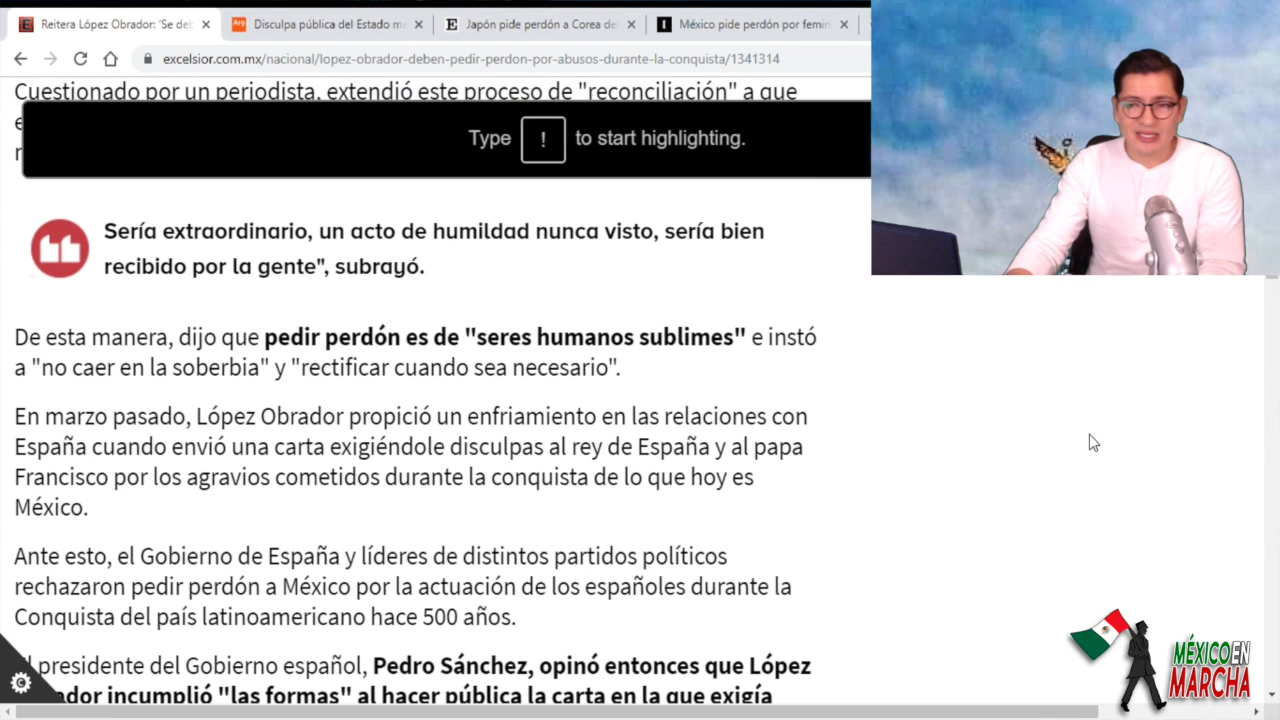 Reitera López Obrador: 'Se deb
Disculpa pública del Estado me
Japón pide perdón a Corea del
México pide perdón por femin
excelsior.com.mx/nacional/lopez-obrador-deben-pedir-perdon-por-abusos-durante-la-conquista/1341314
Cuestionado por un periodista, extendió este proceso de "reconciliación" a que
Type ! to start highlighting.
Sería extraordinario, un acto de humildad nunca visto, sería bien
recibido por la gente", subrayó.
De esta manera, dijo que pedir perdón es de "seres humanos sublimes" e instó
a "no caer en la soberbia" y "rectificar cuando sea necesario".
En marzo pasado, López Obrador propició un enfriamiento en las relaciones con
España cuando envió una carta exigiéndole disculpas al rey de España y al papa
Francisco por los agravios cometidos durante la conquista de lo que hoy es
México.
Ante esto, el Gobierno de España y líderes de distintos partidos políticos
rechazaron pedir perdón a México por la actuación de los españoles durante la
Conquista del país latinoamericano hace 500 años.
l presidente del Gobierno español, Pedro Sánchez, opinó entonces que López
ador incumplió "las formas" al hacer pública la carta en la que exigía
MÉXICO EN
MARCHA